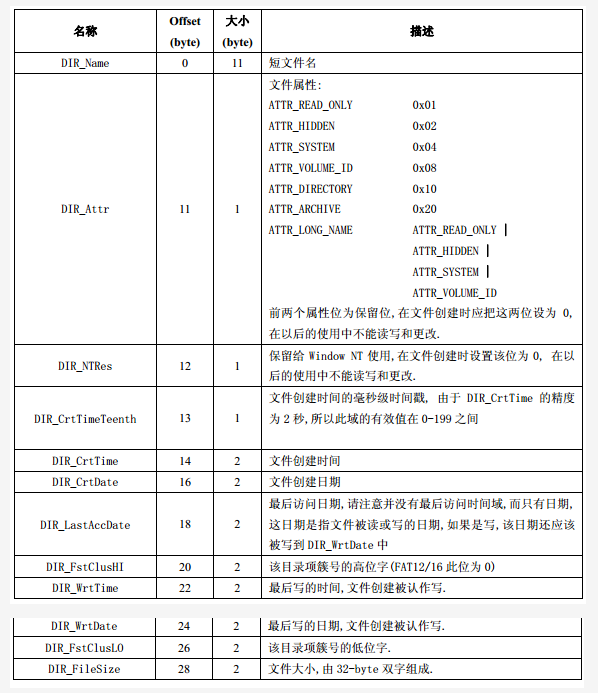 名称 Offset (byte) 大小 (byte) 描述
DIR_Name 0 11 短文件名
DIR_Attr 11 1 文件属性:
ATTR_READ_ONLY 0x01
ATTR_HIDDEN 0x02
ATTR_SYSTEM 0x04
ATTR_VOLUME_ID 0x08
ATTR_DIRECTORY 0x10
ATTR_ARCHIVE 0x20
ATTR_LONG_NAME ATTR_READ_ONLY |
ATTR_HIDDEN |
ATTR_SYSTEM |
ATTR_VOLUME_ID
前两个属性位为保留位,在文件创建时应把这两位设为 0,
在以后的使用中不能读写和更改.
DIR_NTRes 12 1 保留给 Window NT 使用,在文件创建时设置该位为 0, 在以
后的使用中不能读写和更改.
DIR_CrtTimeTeenth 13 1 文件创建时间的毫秒级时间戳, 由于 DIR_CrtTime 的精度
为 2 秒,所以此域的有效值在 0-199 之间
DIR_CrtTime 14 2 文件创建时间
DIR_CrtDate 16 2 文件创建日期
DIR_LastAccDate 18 2 最后访问日期,请注意并没有最后访问时间域,而只有日期,
这日期是指文件被读或写的日期,如果是写,该日期还应该
被写到 DIR_WrtDate 中
DIR_FstClusHI 20 2 该目录项簇号的高位字(FAT12/16 此位为 0)
DIR_WrtTime 22 2 最后写的时间,文件创建被认作写.
DIR_WrtDate 24 2 最后写的日期,文件创建被认作写.
DIR_FstClusLO 26 2 该目录项簇号的低位字.
DIR_FileSize 28 2 文件大小,由 32-byte 双字组成.